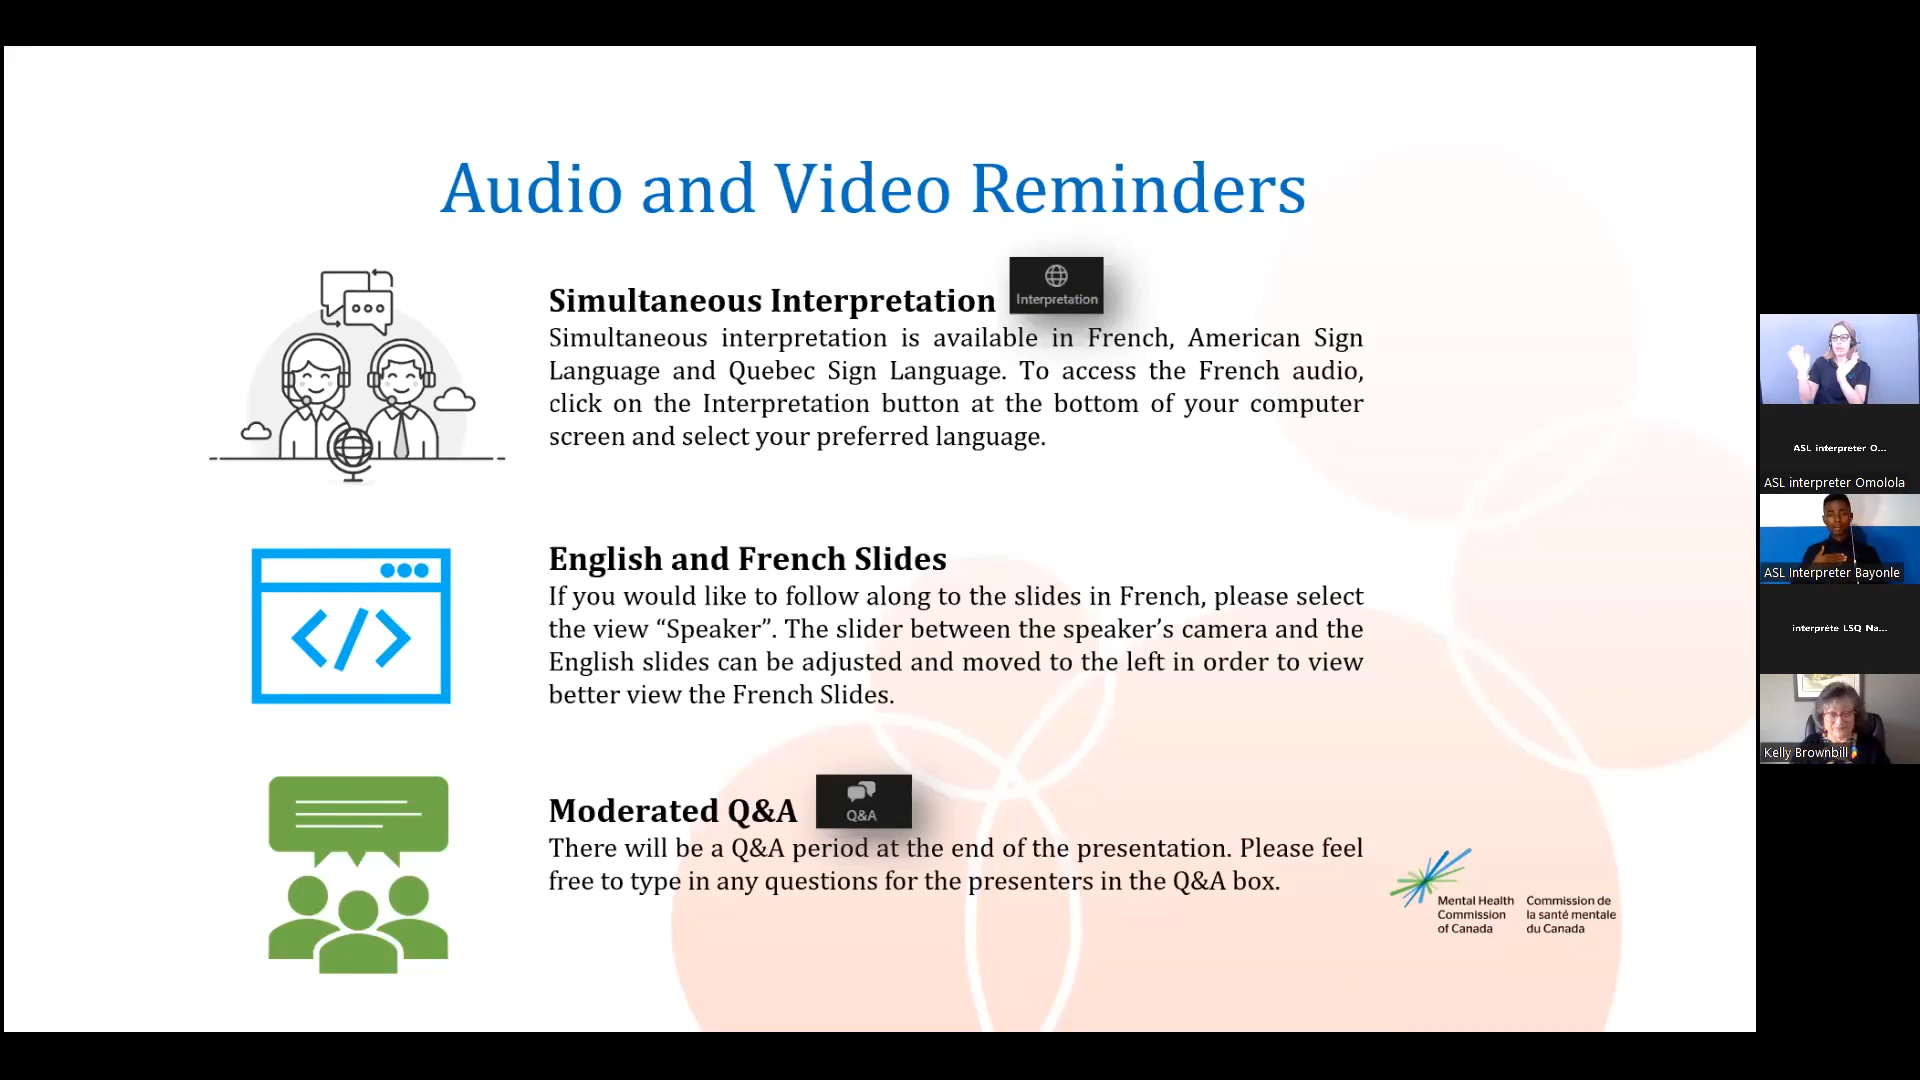 Audio and Video Reminders
Simultaneous Interpretation
Interpretation
Simultaneous interpretation is available in French, American Sign
Language and Quebec Sign Language. To access the French audio,
click on the Interpretation button at the bottom of your computer
screen and select your preferred language.
English and French Slides
If you would like to follow along to the slides in French, please select
the view “Speaker”. The slider between the speaker’s camera and the
English slides can be adjusted and moved to the left in order to view
better view the French Slides.
Moderated Q&A
Q&A
There will be a Q&A period at the end of the presentation. Please feel
free to type in any questions for the presenters in the Q&A box.
Mental Health
Commission
of Canada
Commission de
la santé mentale
du Canada
ASL interpreter O...
ASL interpreter Omolola
ASL Interpreter Bayonle
interprète LSQ Na...
Kelly Brownbill